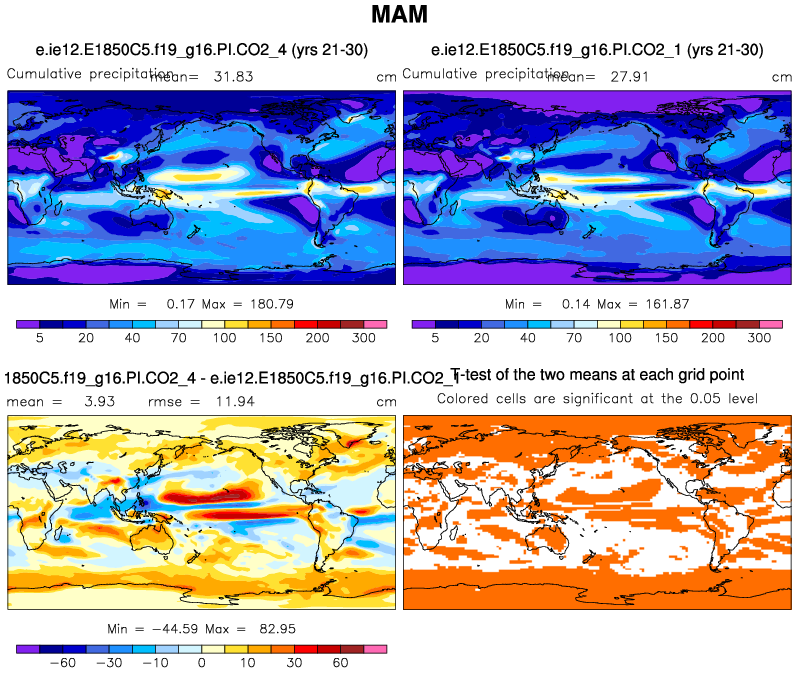 MAM
e.ie12.E1850C5.f19_g16.PI.CO2_4 (yrs 21-30)
e.ie12.E1850C5.f19_g16.PI.CO2_1 (yrs 21-30)
Cumulative precipitation mean= 31.83 cm
Cumulative precipitation mean= 27.91 cm
Min = 0.17 Max = 180.79
Min = 0.14 Max = 161.87
5 20 40 70 100 150 200 300
5 20 40 70 100 150 200 300
1850C5.f19_g16.PI.CO2_4 - e.ie12.E1850C5.f19_g16.PI.CO2_1
T-test of the two means at each grid point
mean = 3.93 rmse = 11.94 cm
Colored cells are significant at the 0.05 level
Min = -44.59 Max = 82.95
-60 -30 -10 0 10 30 60